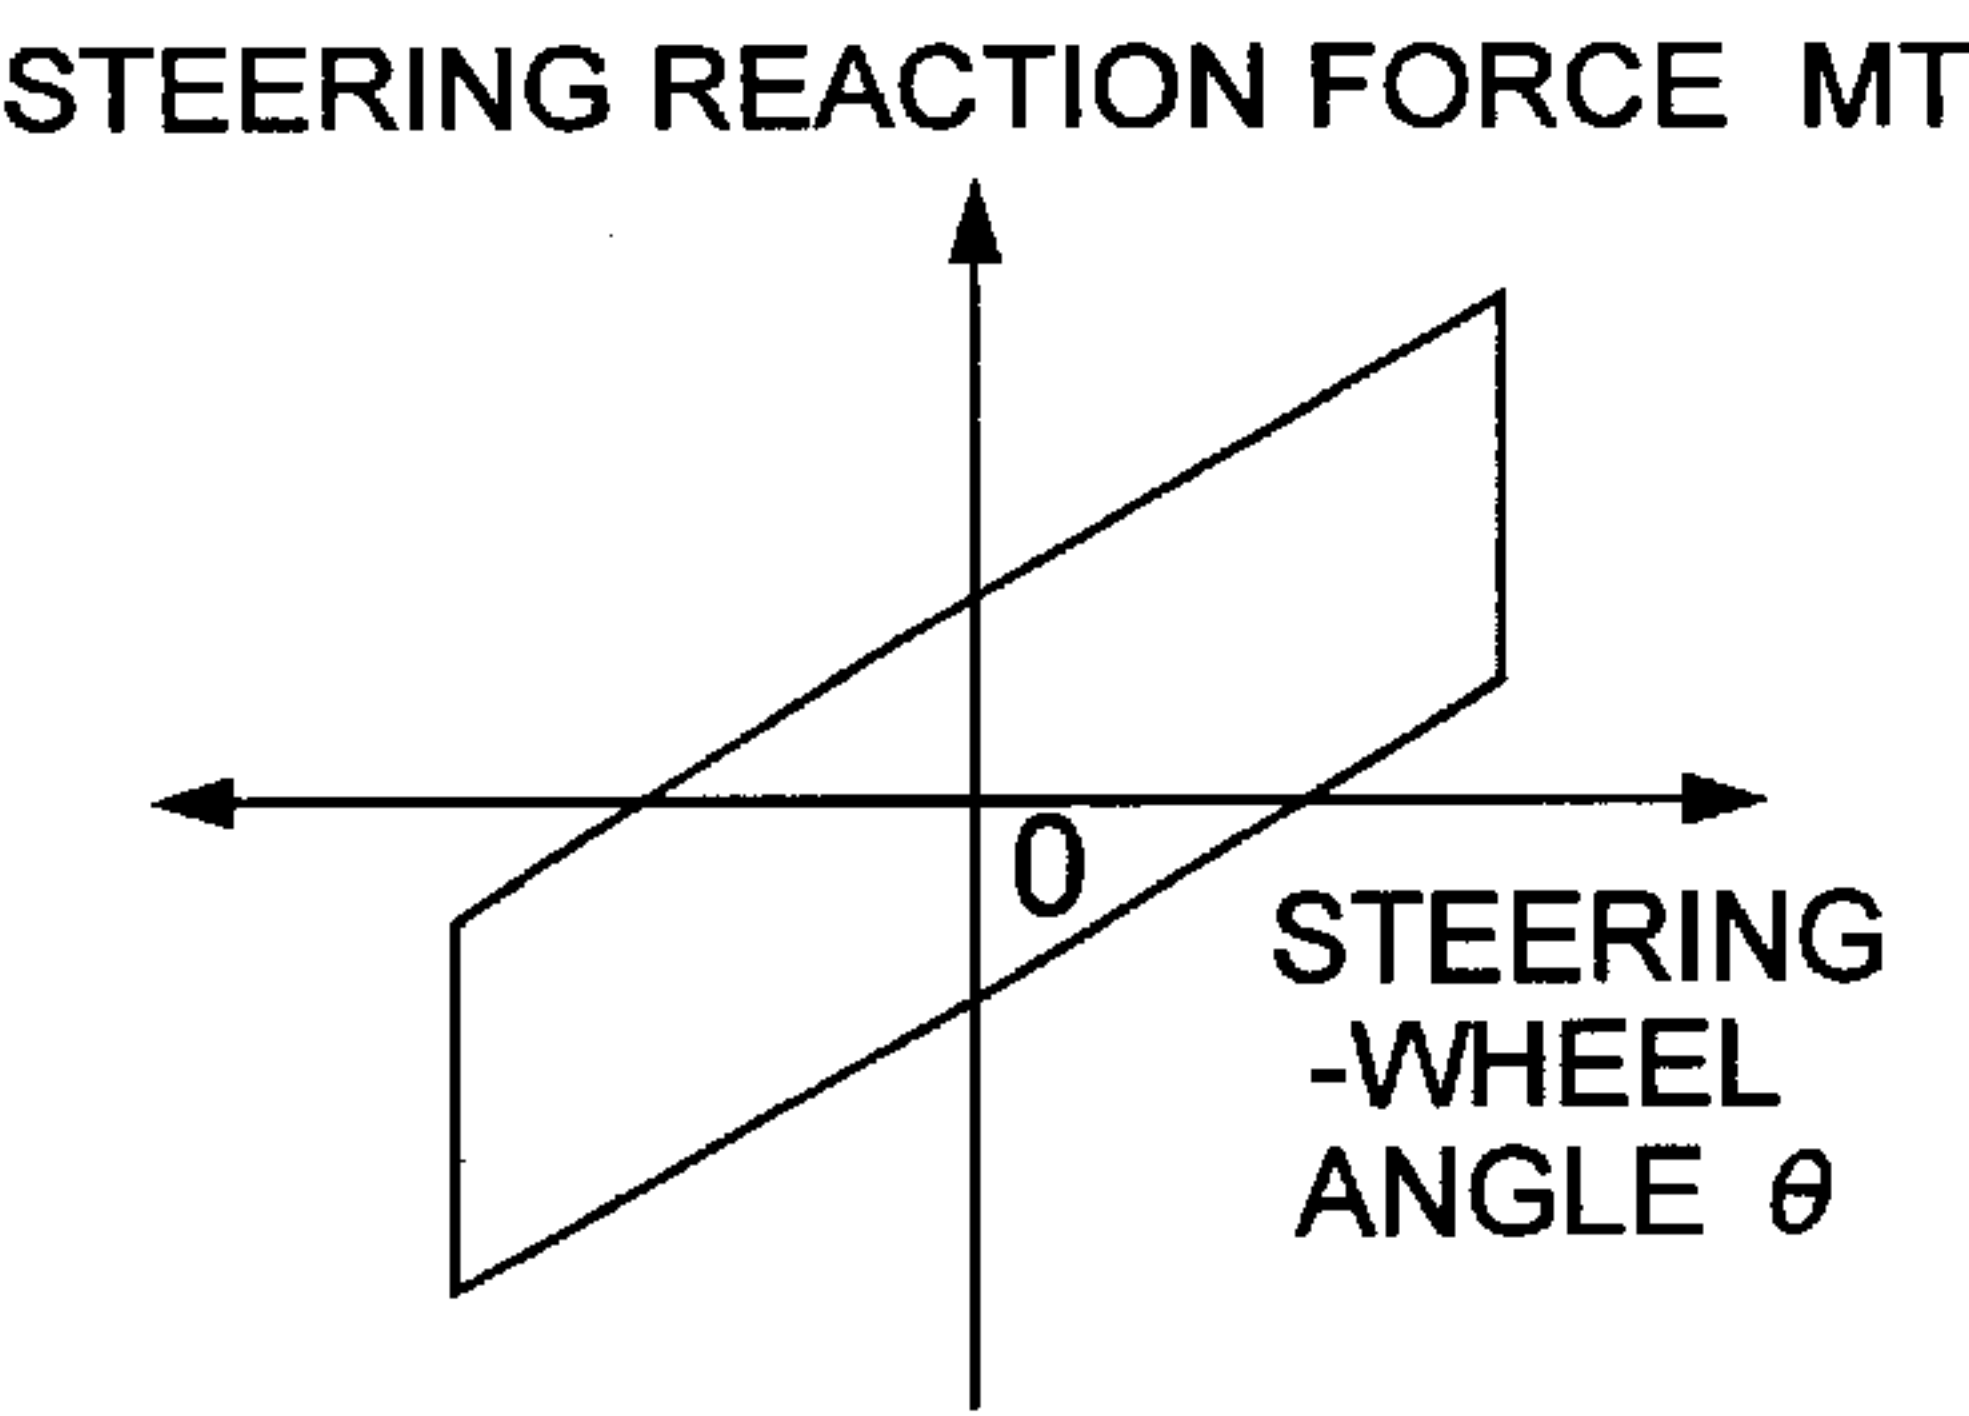 STEERING REACTION FORCE MT
0
STEERING
-WHEEL
ANGLE θ